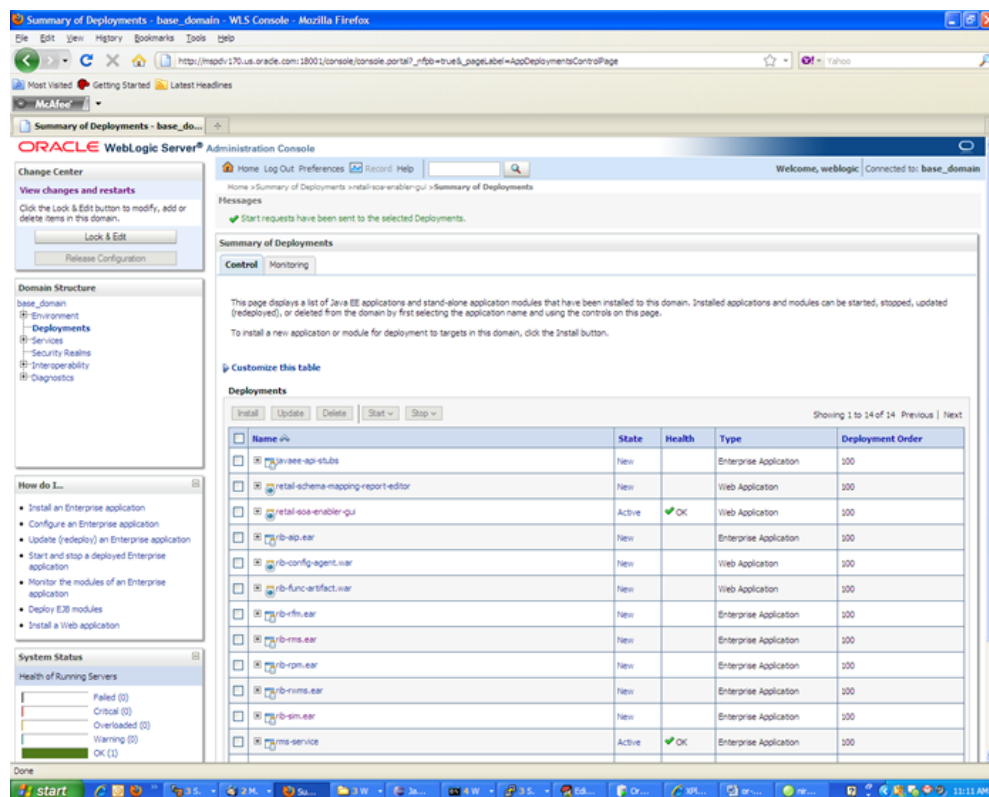 Summary of Deployments - base_domain - WLS Console - Mozilla Firefox
File Edit View History Bookmarks Tools Help
http://mspdv170.us.oracle.com:18001/console/console.portal?_nfpb=true&_pageLabel=AppDeploymentsControlPage
Yahoo
Most Visited Getting Started Latest Headlines
McAfee
Summary of Deployments - base_do...
ORACLE WebLogic Server® Administration Console
Change Center
View changes and restarts
Click the Lock & Edit button to modify, add or
delete items in this domain.
Lock & Edit
Release Configuration
Domain Structure
base_domain
Environment
Deployments
Services
Security Realms
Interoperability
Diagnostics
How do I...
Install an Enterprise application
Configure an Enterprise application
Update (redeploy) an Enterprise application
Start and stop a deployed Enterprise
application
Monitor the modules of an Enterprise
application
Deploy EJB modules
Install a Web application
System Status
Health of Running Servers
Failed (0)
Critical (0)
Overloaded (0)
Warning (0)
OK (1)
Home Log Out Preferences Record Help
Welcome, weblogic Connected to: base_domain
Home >Summary of Deployments >retail-soa-enabler-gui >Summary of Deployments
Messages
Start requests have been sent to the selected Deployments.
Summary of Deployments
Control Monitoring
This page displays a list of Java EE applications and stand-alone application modules that have been installed to this domain. Installed applications and modules can be started, stopped, updated
(redeployed), or deleted from the domain by first selecting the application name and using the controls on this page.
To install a new application or module for deployment to targets in this domain, click the Install button.
Customize this table
Deployments
Install Update Delete Start Stop Showing 1 to 14 of 14 Previous | Next
Name State Health Type Deployment Order
javaee-api-stubs New Enterprise Application 100
retail-schema-mapping-report-editor New Web Application 100
retail-soa-enabler-gui Active OK Web Application 100
rib-aip.ear New Enterprise Application 100
rib-config-agent.war New Web Application 100
rib-func-artifact.war New Web Application 100
rib-rfm.ear New Enterprise Application 100
rib-rms.ear New Enterprise Application 100
rib-rpm.ear New Enterprise Application 100
rib-rwms.ear New Enterprise Application 100
rib-sim.ear New Enterprise Application 100
rms-service Active OK Enterprise Application 100
Done
start 3 S. 2 M. Su... 3 W Ja... 4 W 3 S. Edi... Or... XPl... or-... 11:11 AM